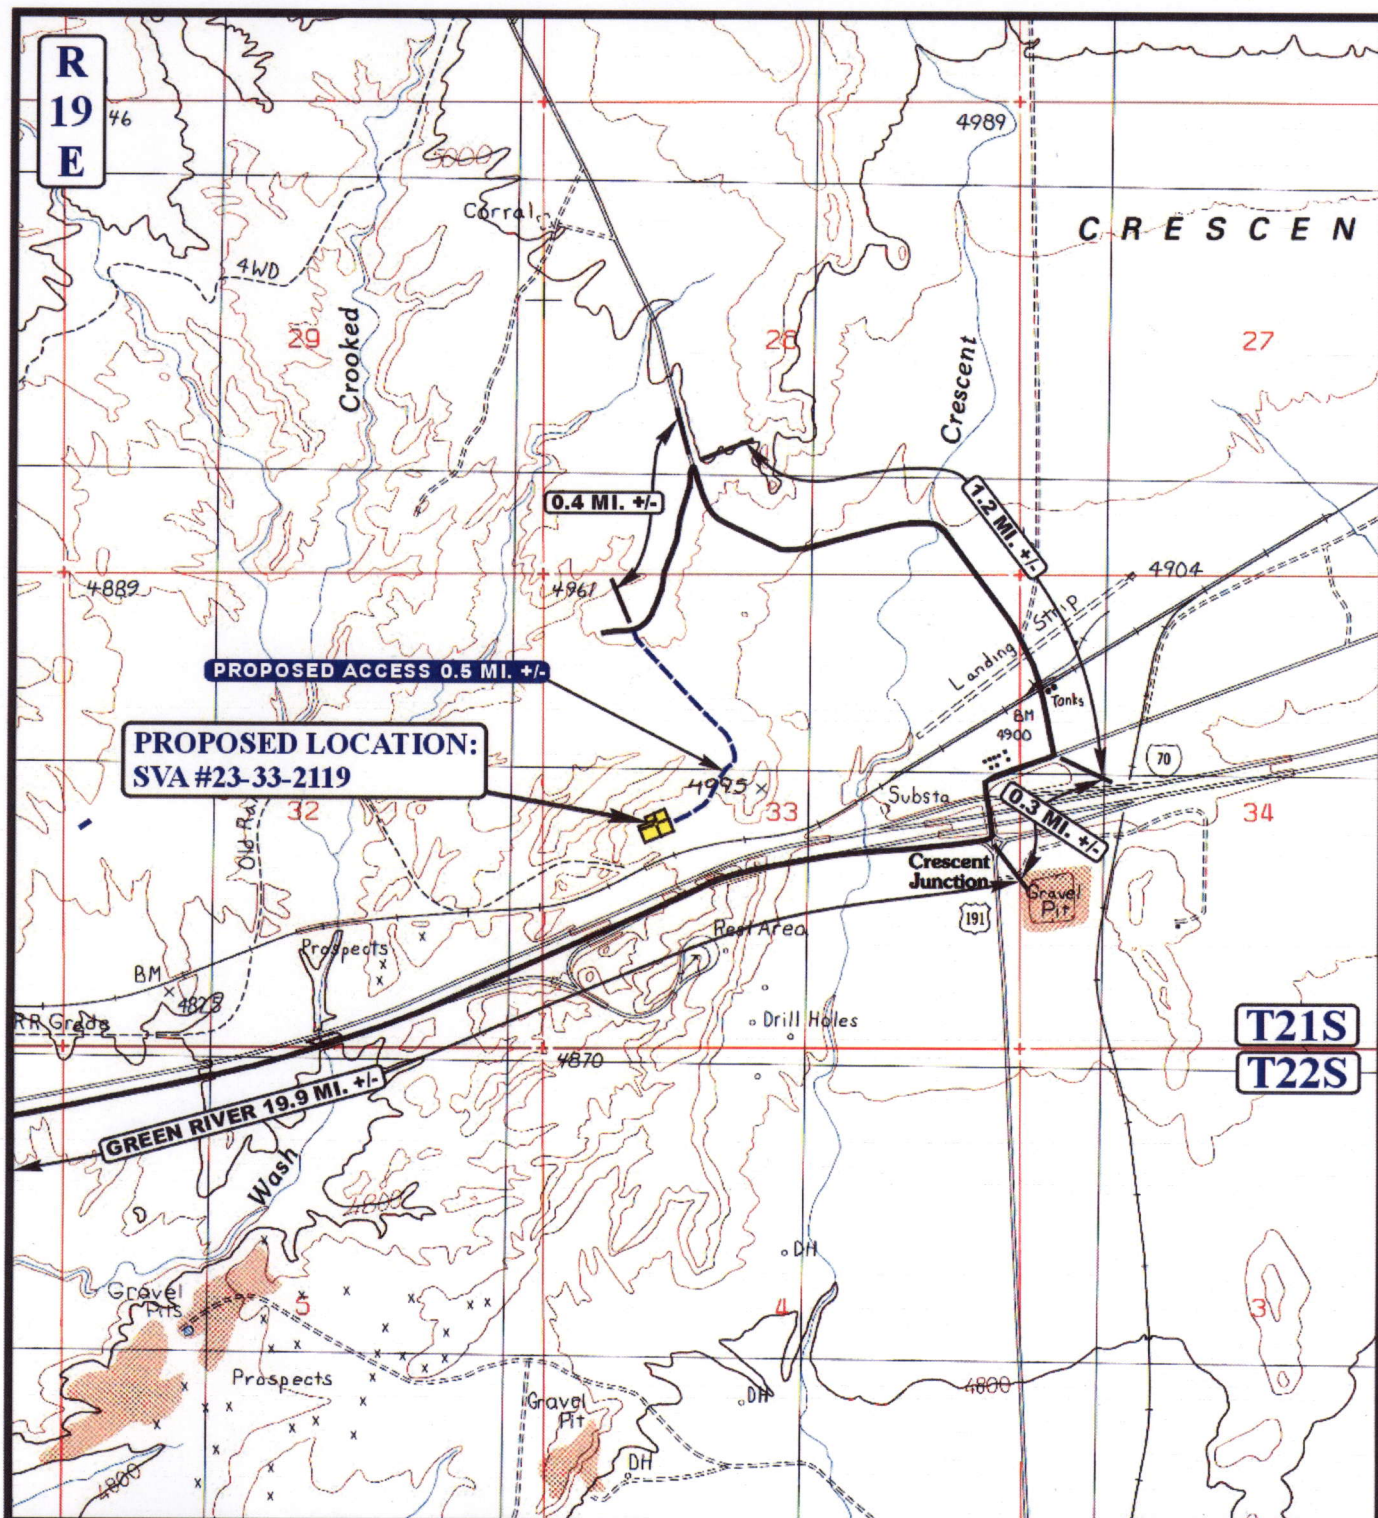 R
19
E
46
5000
4989
Corral
CRESCEN
4WD
29
Crooked
28
27
Crescent
0.4 MI. +/-
1.2 MI. +/-
4889
4961
4904
Landing Strip
PROPOSED ACCESS 0.5 MI. +/-
Tanks
BM
4900
PROPOSED LOCATION:
SVA #23-33-2119
70
4995
Substa
32
33
0.3 MI. +/-
34
Old
Crescent
Junction
Gravel
Pit
191
Rest Area
Prospects
BM
4828
RR Grade
Drill Holes
T21S
4870
T22S
GREEN RIVER 19.9 MI. +/-
Wash
4800
DH
Gravel
Pits
5
4
3
Prospects
4800
DH
Gravel
Pit
DH
4800